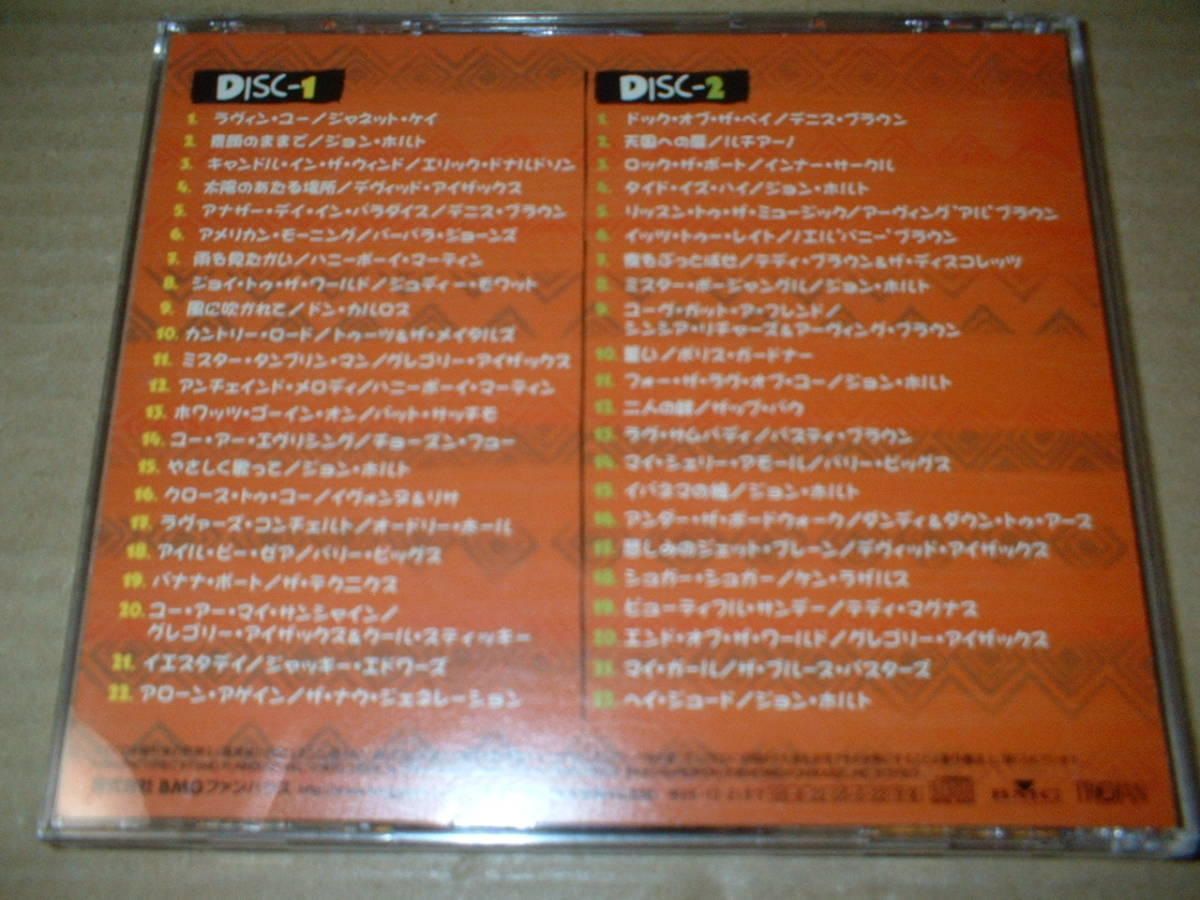 DISC-1
1. ラヴィン・ユー/ジャネット・ケイ
2. 素顔のままで/ジョン・ホルト
3. キャンドル・イン・ザ・ウィンド/エリック・ドナルドソン
4. 太陽のあたる場所/デヴィッド・アイザックス
5. アナザー・デイ・イン・パラダイス/デニス・ブラウン
6. アメリカン・モーニング/バーバラ・ジョーンズ
7. 雨を見たかい/ハニーボーイ・マーティン
8. ジョイ・トゥ・ザ・ワールド/ジュディー・モワット
9. 風に吹かれて/ドン・カルロス
10. カントリー・ロード/トゥーツ&ザ・メイタルズ
11. ミスター・タンブリン・マン/グレゴリー・アイザックス
12. アンチェインド・メロディ/ハニーボーイ・マーティン
13. ホワッツ・ゴーイン・オン/パット・サッチモ
14. ユー・アー・エヴリシング/チョーズン・フュー
15. やさしく歌って/ジョン・ホルト
16. クロース・トゥ・ユー/イヴォンヌ&リサ
17. ラヴァーズ・コンチェルト/オードリー・ホール
18. アイル・ビー・ゼア/バリー・ビッグス
19. バナナ・ボート/ザ・テクニクス
20. ユー・アー・マイ・サンシャイン/
グレゴリー・アイザックス&クール・スティッキー
21. イエスタデイ/ジャッキー・エドワーズ
22. アローン・アゲイン/ザ・ナウ・ジェネレーション
DISC-2
1. ドック・オブ・ザ・ベイ/デニス・ブラウン
2. 天国への扉/ルチアーノ
3. ロック・ザ・ボート/インナー・サークル
4. タイド・イズ・ハイ/ジョン・ホルト
5. リッスン・トゥ・ザ・ミュージック/アーヴィング"アル"ブラウン
6. イッツ・トゥー・レイト/ノエル"バニー"ブラウン
7. 夜をぶっとばせ/テディ・ブラウン&ザ・ディスコレッツ
8. ミスター・ボージャングル/ジョン・ホルト
9. ユーヴ・ガット・ア・フレンド/
シンシア・リチャーズ&アーヴィング・ブラウン
10. 青い/ボリス・ガードナー
11. フォー・ザ・ラヴ・オブ・ユー/ジョン・ホルト
12. 二人の絆/ザップ・パウ
13. ラヴ・サムバディ/バスティ・ブラウン
14. マイ・シェリー・アモール/バリー・ビッグス
15. イパネマの娘/ジョン・ホルト
16. アンダー・ザ・ボードウォーク/ダンディ&ダウン・トゥ・アース
17. 悲しみのジェット・プレーン/デヴィッド・アイザックス
18. シュガー・シュガー/ケン・ラザルス
19. ビューティフル・サンデー/テディ・マグナス
20. エンド・オブ・ザ・ワールド/グレゴリー・アイザックス
21. マイ・ガール/ザ・ブルース・バスターズ
22. ヘイ・ジュード/ジョン・ホルト
株式会社 BMGファンハウス
BMG
TROJAN